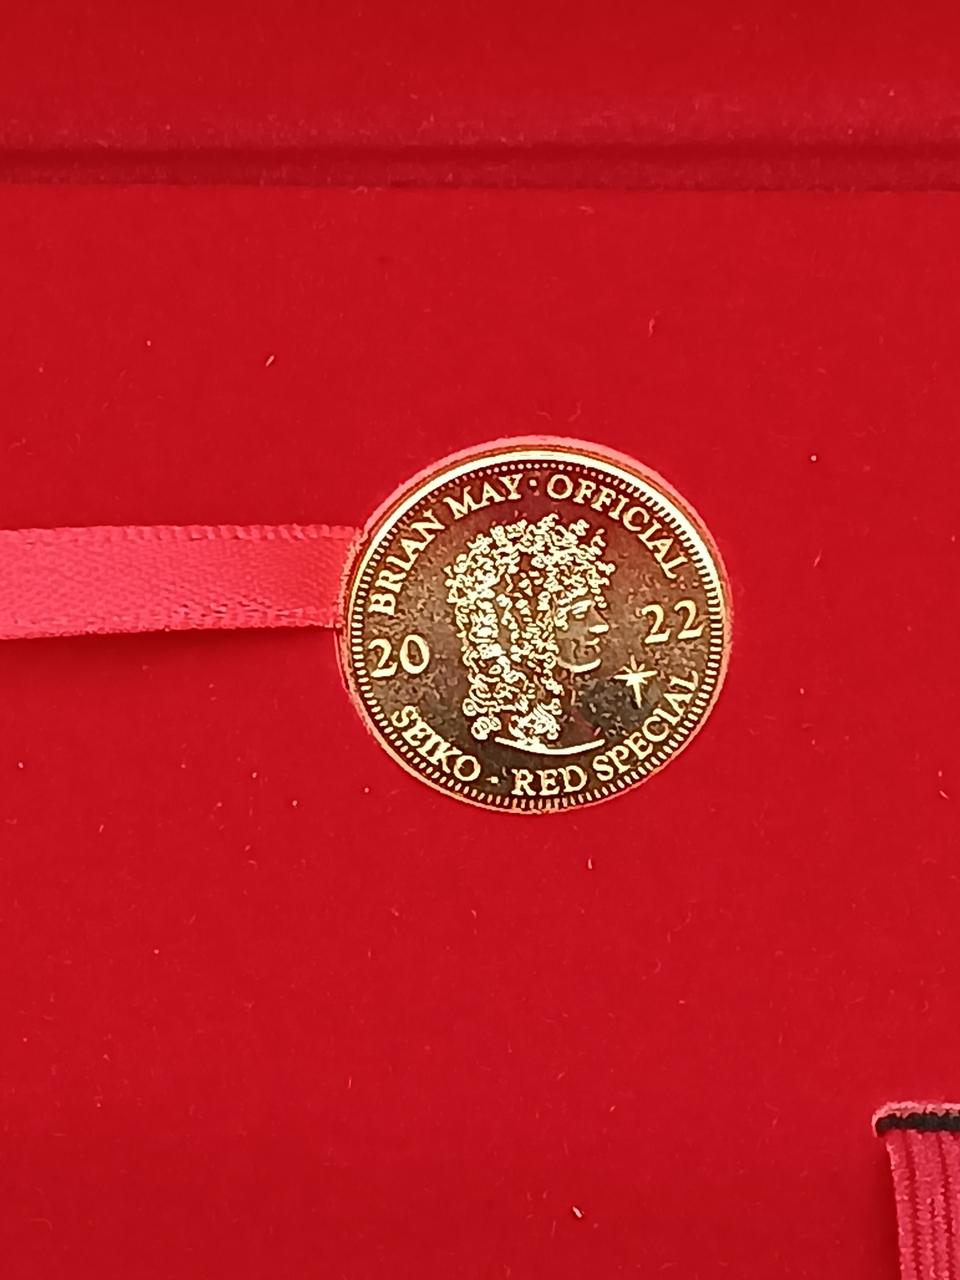 BRIAN MAY · OFFICIAL
20 22
SEIKO - RED SPECIAL